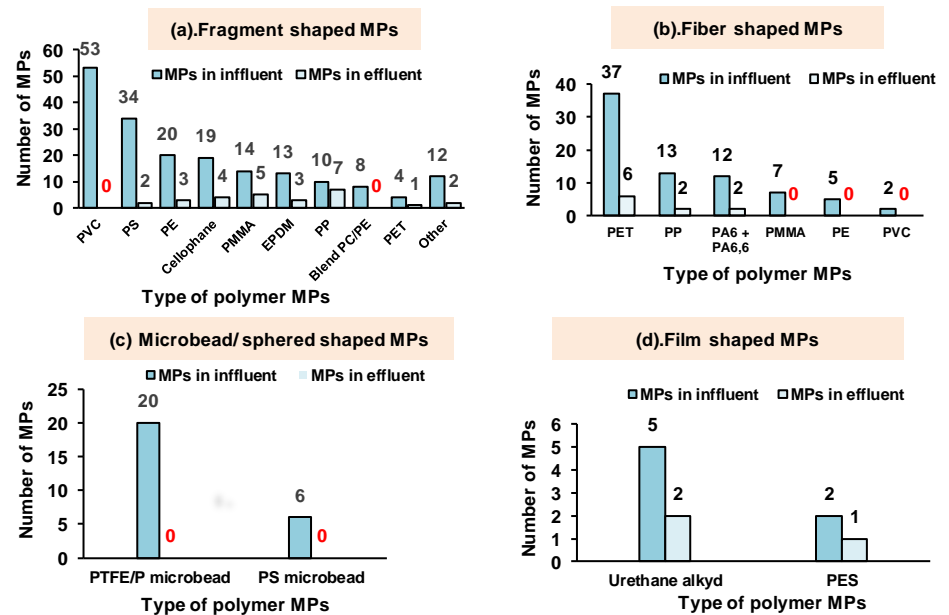 (a).Fragment shaped MPs
MPs in inffluent MPs in effluent
Number of MPs
60
50
40
30
20
10
0
53 0
34 2
20 3
19 4
14 5
13 3
10 7
8 0
4 1
12 2
PVC
PS
PE
Cellophane
PMMA
EPDM
PP
Blend PC/PE
PET
Other
Type of polymer MPs
(b).Fiber shaped MPs
MPs in inffluent MPs in effluent
Number of MPs
40
30
20
10
0
37 6
13 2
12 2
7 0
5 0
2 0
PET
PP
PA6 +
PA6,6
PMMA
PE
PVC
Type of polymer MPs
(c) Microbead/ sphered shaped MPs
MPs in inffluent MPs in effluent
Number of MPs
25
20
15
10
5
0
20 0
6 0
PTFE/P microbead
PS microbead
Type of polymer MPs
(d).Film shaped MPs
MPs in inffluent MPs in effluent
Number of MPs
6
5
4
3
2
1
0
5 2
2 1
Urethane alkyd
PES
Type of polymer MPs